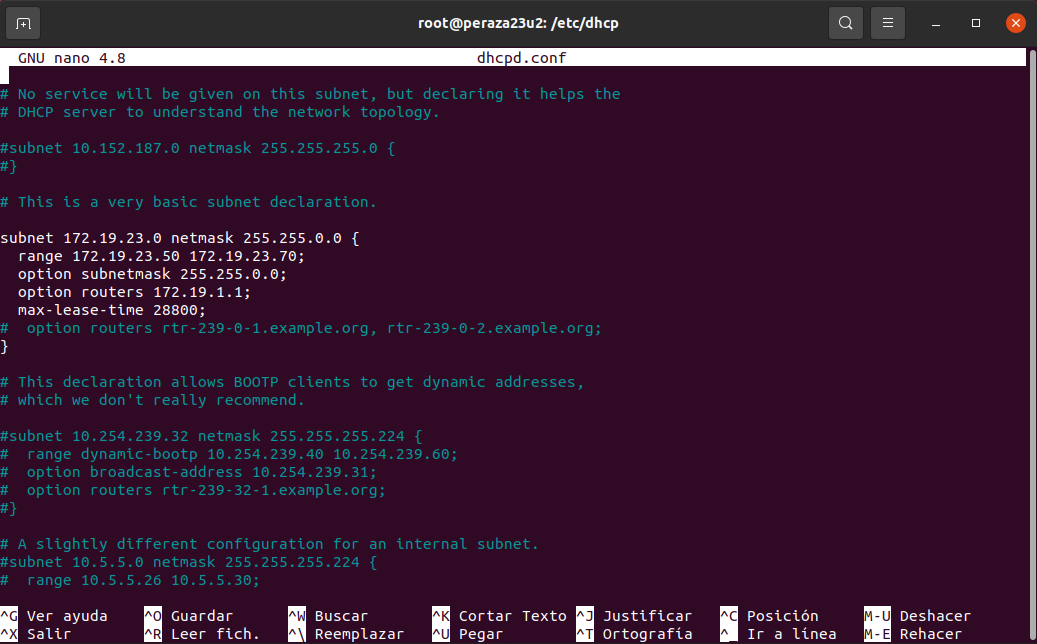 root@peraza23u2: /etc/dhcp
GNU nano 4.8 dhcpd.conf
# No service will be given on this subnet, but declaring it helps the
# DHCP server to understand the network topology.
#subnet 10.152.187.0 netmask 255.255.255.0 {
#}
# This is a very basic subnet declaration.
subnet 172.19.23.0 netmask 255.255.0.0 {
  range 172.19.23.50 172.19.23.70;
  option subnetmask 255.255.0.0;
  option routers 172.19.1.1;
  max-lease-time 28800;
#  option routers rtr-239-0-1.example.org, rtr-239-0-2.example.org;
}
# This declaration allows BOOTP clients to get dynamic addresses,
# which we don't really recommend.
#subnet 10.254.239.32 netmask 255.255.255.224 {
#  range dynamic-bootp 10.254.239.40 10.254.239.60;
#  option broadcast-address 10.254.239.31;
#  option routers rtr-239-32-1.example.org;
#}
# A slightly different configuration for an internal subnet.
#subnet 10.5.5.0 netmask 255.255.255.224 {
#  range 10.5.5.26 10.5.5.30;
^G Ver ayuda ^O Guardar ^W Buscar ^K Cortar Texto ^J Justificar ^C Posición M-U Deshacer
^X Salir ^R Leer fich. ^\ Reemplazar ^U Pegar ^T Ortografía ^_ Ir a línea M-E Rehacer